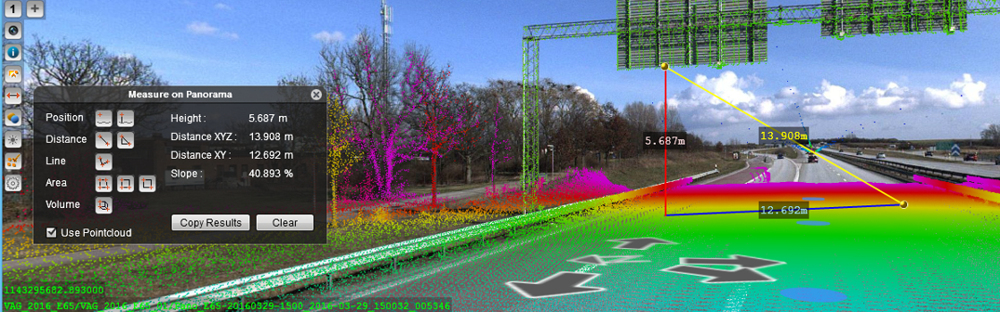 1 +
Measure on Panorama
Position
Distance
Line
Area
Volume
Use Pointcloud
Height : 5.687 m
Distance XYZ : 13.908 m
Distance XY : 12.692 m
Slope : 40.893 %
Copy Results Clear
5.687m
13.908m
12.692m
1143295682.893000
VAG_2016_E65/VAG_2016 E65-20160329-1500_2016-03-29_150032_005346